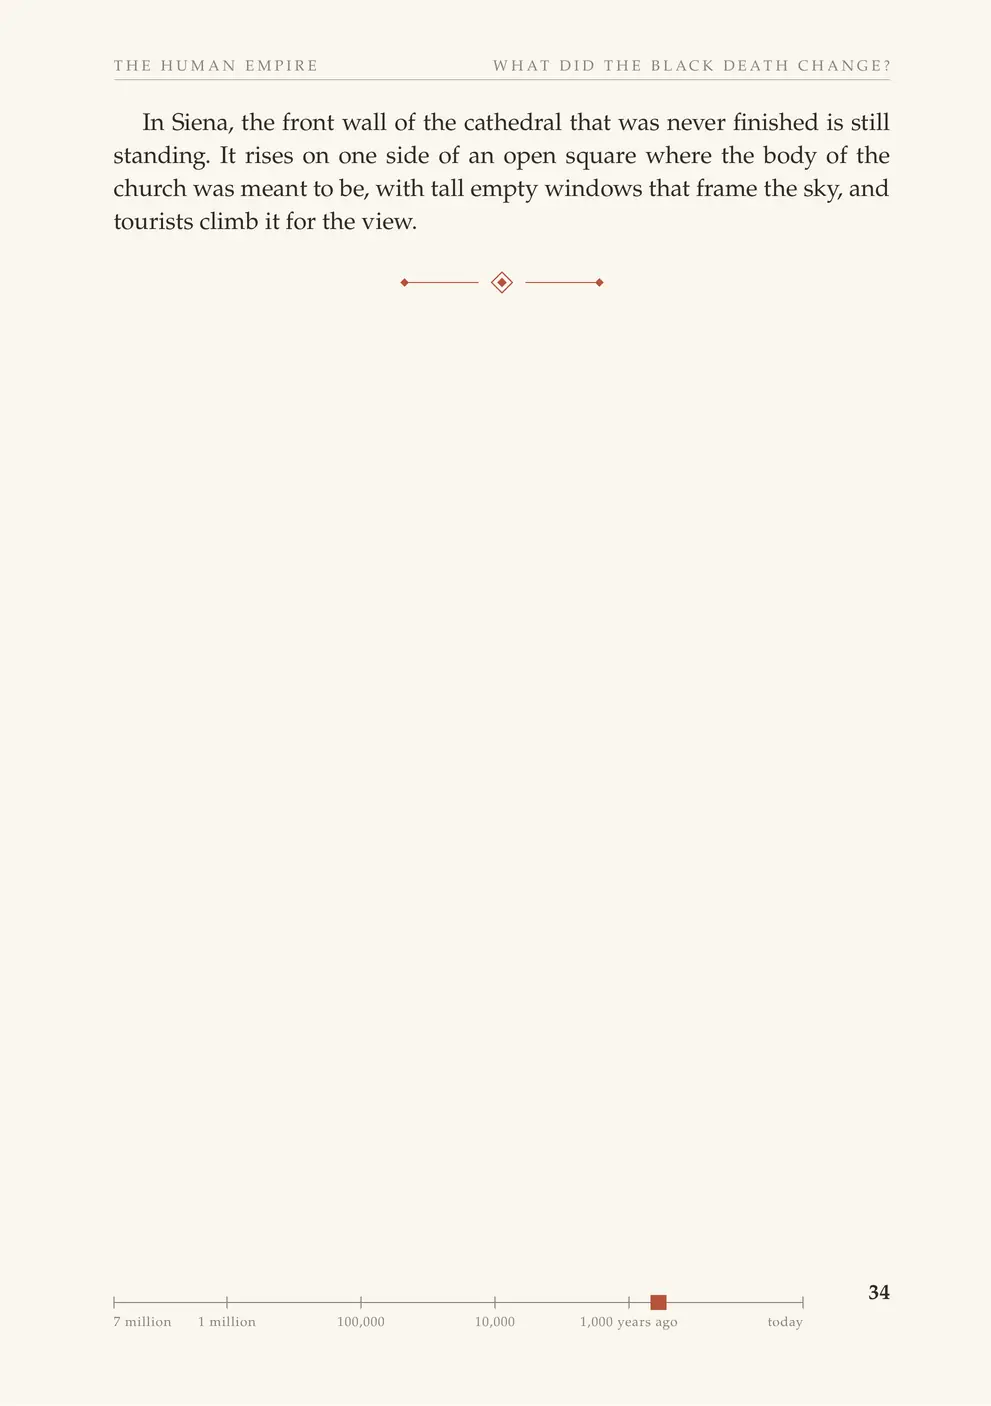 THE HUMAN EMPIRE
WHAT DID THE BLACK DEATH CHANGE?
In Siena, the front wall of the cathedral that was never finished is still
standing. It rises on one side of an open square where the body of the
church was meant to be, with tall empty windows that frame the sky, and
tourists climb it for the view.
34
7 million 1 million 100,000 10,000 1,000 years ago today